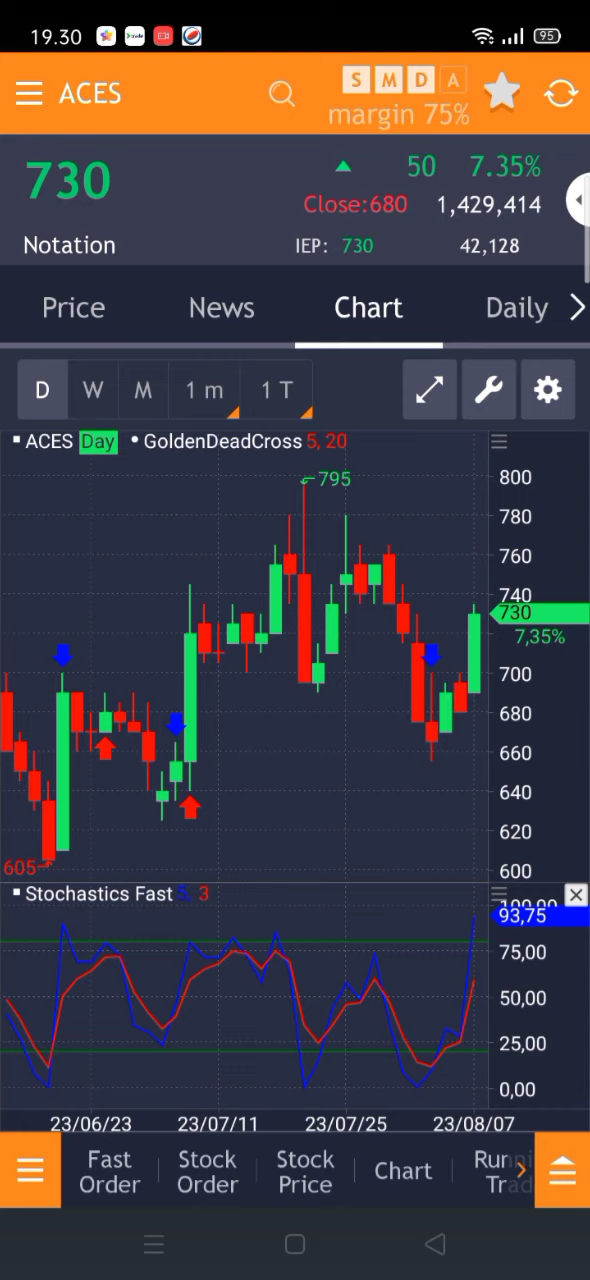 19.30 95
ACES S M D A
margin 75%
730 50 7.35%
Close:680 1,429,414
Notation IEP: 730 42,128
Price News Chart Daily
D W M 1 m 1 T
ACES Day GoldenDeadCross 5, 20
795
800
780
760
740
730
7,35%
700
680
660
640
620
605
600
Stochastics Fast 5, 3
100,00
93,75
75,00
50,00
25,00
0,00
23/06/23 23/07/11 23/07/25 23/08/07
Fast Order
Stock Order
Stock Price
Chart